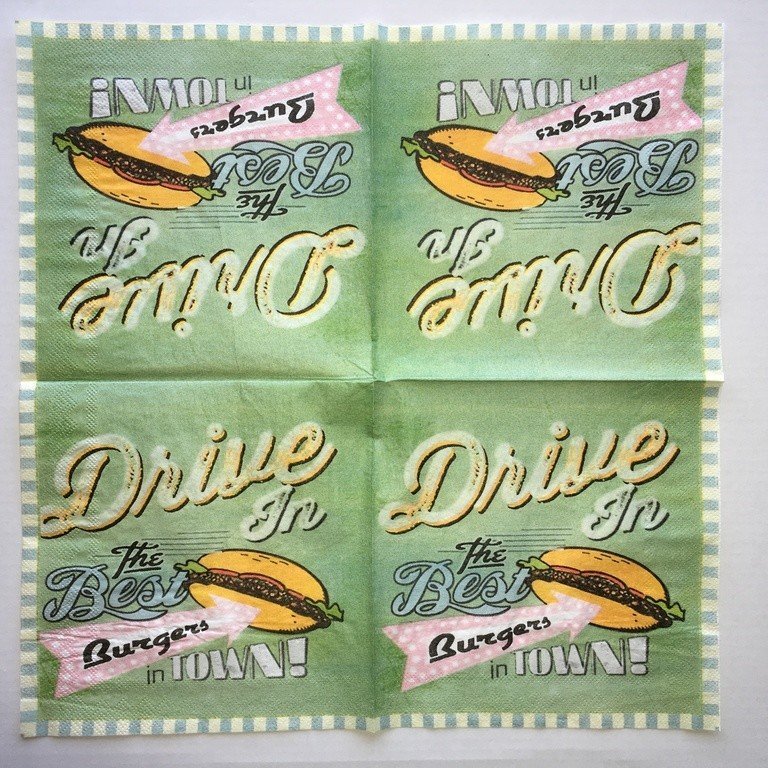 Drive
In
The
Best
Burgers
in TOWN!
Drive
In
The
Best
Burgers
in TOWN!
Drive
In
The
Best
Burgers
in TOWN!
Drive
In
The
Best
Burgers
in TOWN!